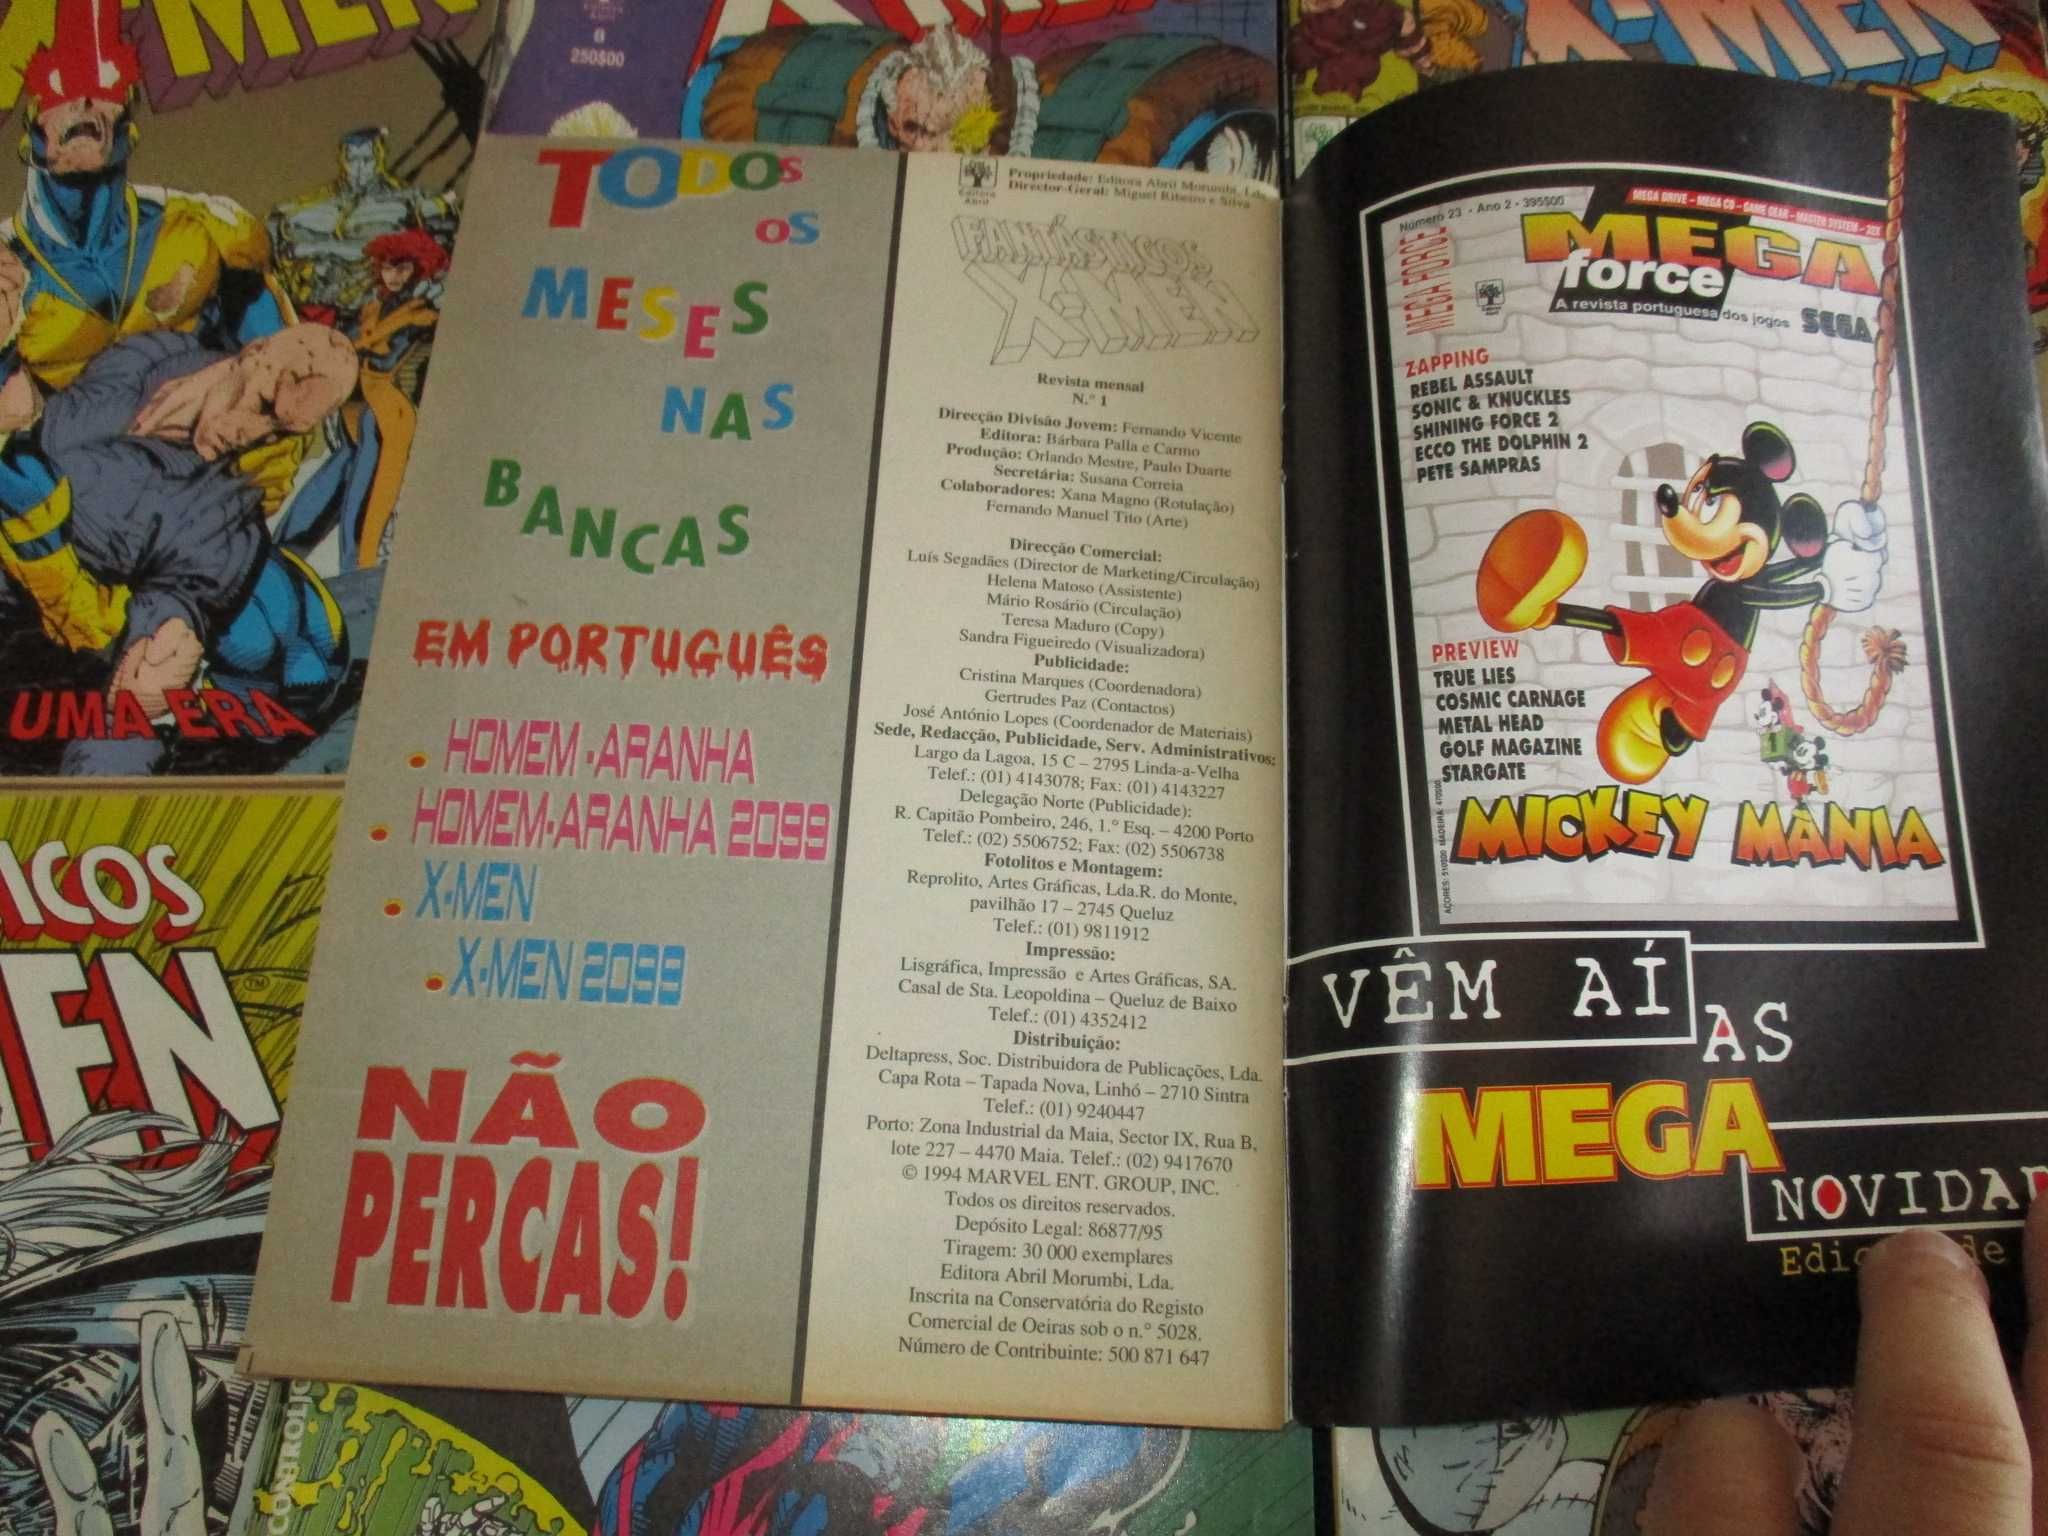 X-MEN
6
250$00
X-MEN
UMA ERA
ICOS
MEN
TM
CONTROLO
TODOS
OS
MESES
NAS
BANCAS
EM PORTUGUÊS
• HOMEM-ARANHA
• HOMEM-ARANHA 2099
• X-MEN
• X-MEN 2099
NÃO
PERCAS!
Editora
Abril
Propriedade: Editora Abril Morumbi, Lda.
Director-Geral: Miguel Ribeiro e Silva
FANTÁSTICOS
X-MEN
Revista mensal
N.º 1
Direcção Divisão Jovem: Fernando Vicente
Editora: Bárbara Palla e Carmo
Produção: Orlando Mestre, Paulo Duarte
Secretária: Susana Correia
Colaboradores: Xana Magno (Rotulação)
Fernando Manuel Tito (Arte)
Direcção Comercial:
Luís Segadães (Director de Marketing/Circulação)
Helena Matoso (Assistente)
Mário Rosário (Circulação)
Teresa Maduro (Copy)
Sandra Figueiredo (Visualizadora)
Publicidade:
Cristina Marques (Coordenadora)
Gertrudes Paz (Contactos)
José António Lopes (Coordenador de Materiais)
Sede, Redacção, Publicidade, Serv. Administrativos:
Largo da Lagoa, 15 C – 2795 Linda-a-Velha
Telef.: (01) 4143078; Fax: (01) 4143227
Delegação Norte (Publicidade):
R. Capitão Pombeiro, 246, 1.º Esq. – 4200 Porto
Telef.: (02) 5506752; Fax: (02) 5506738
Fotolitos e Montagem:
Reprolito, Artes Gráficas, Lda.R. do Monte,
pavilhão 17 – 2745 Queluz
Telef.: (01) 9811912
Impressão:
Lisgráfica, Impressão e Artes Gráficas, SA.
Casal de Sta. Leopoldina – Queluz de Baixo
Telef.: (01) 4352412
Distribuição:
Deltapress, Soc. Distribuidora de Publicações, Lda.
Capa Rota – Tapada Nova, Linhó – 2710 Sintra
Telef.: (01) 9240447
Porto: Zona Industrial da Maia, Sector IX, Rua B,
lote 227 – 4470 Maia. Telef.: (02) 9417670
© 1994 MARVEL ENT. GROUP, INC.
Todos os direitos reservados.
Depósito Legal: 86877/95
Tiragem: 30 000 exemplares
Editora Abril Morumbi, Lda.
Inscrita na Conservatória do Registo
Comercial de Oeiras sob o n.º 5028.
Número de Contribuinte: 500 871 647
X-MEN
Número 23 • Ano 2 - 395$00
MEGA DRIVE – MEGA CD – GAME GEAR – MASTER SYSTEM – 32X
MEGA FORCE
MEGA
force
A revista portuguesa dos jogos SEGA
ZAPPING
REBEL ASSAULT
SONIC & KNUCKLES
SHINING FORCE 2
ECCO THE DOLPHIN 2
PETE SAMPRAS
PREVIEW
TRUE LIES
COSMIC CARNAGE
METAL HEAD
GOLF MAGAZINE
STARGATE
1
MICKEY MANIA
VÊM AÍ
AS
MEGA
NOVIDAD
de